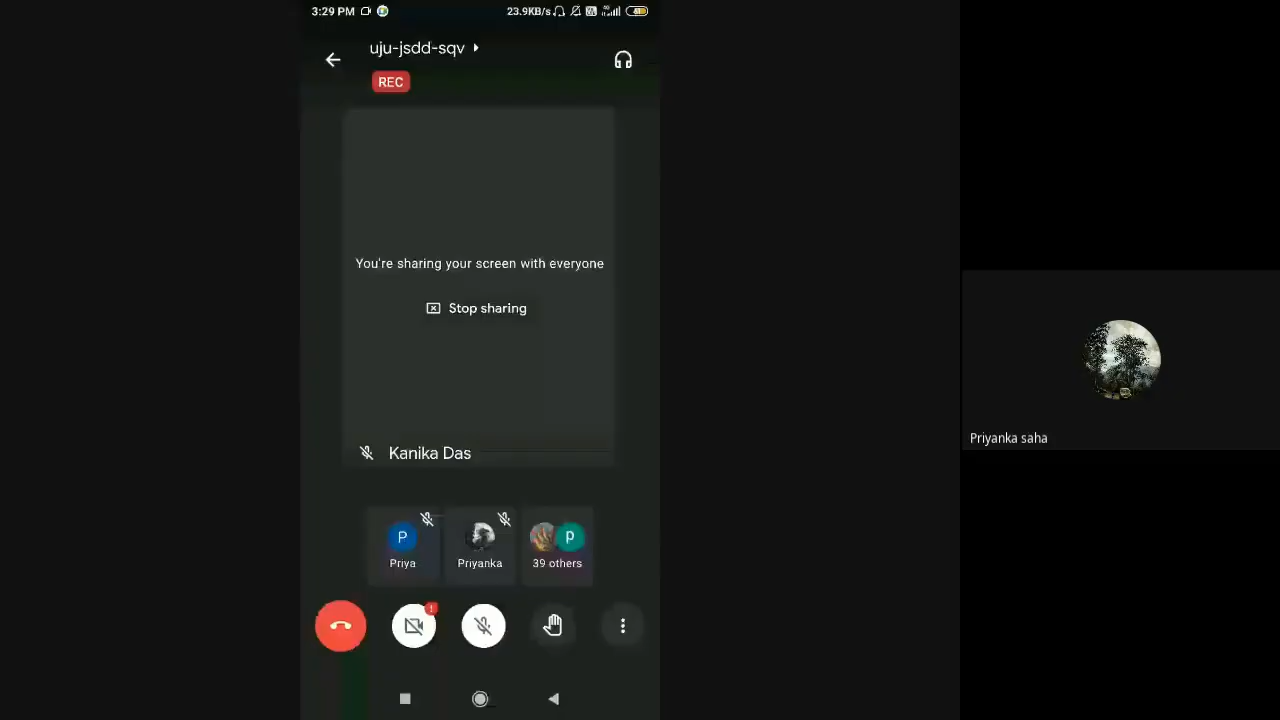 3:29 PM
23.9KB/s
uju-jsdd-sqv
REC
You're sharing your screen with everyone
Stop sharing
Kanika Das
P
p
Priya
Priyanka
39 others
!
Priyanka saha